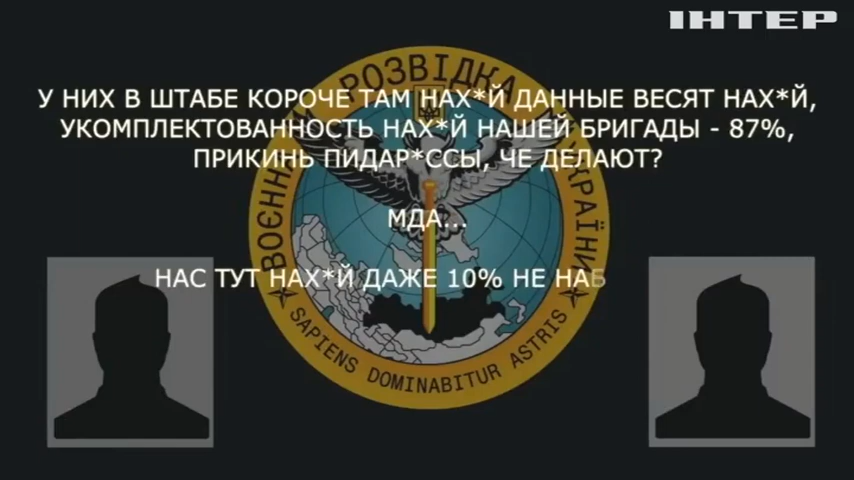 ІНТЕР
У НИХ В ШТАБЕ КОРОЧЕ ТАМ НАХ*Й ДАННЫЕ ВЕСЯТ НАХ*Й,
УКОМПЛЕКТОВАННОСТЬ НАХ*Й НАШЕЙ БРИГАДЫ - 87%,
ПРИКИНЬ ПИДАР*ССЫ, ЧЕ ДЕЛАЮТ?
МДА...
НАС ТУТ НАХ*Й ДАЖЕ 10% НЕ НАБ
ВОЄННА РОЗВІДКА УКРАЇНИ
SAPIENS DOMINABITUR ASTRIS